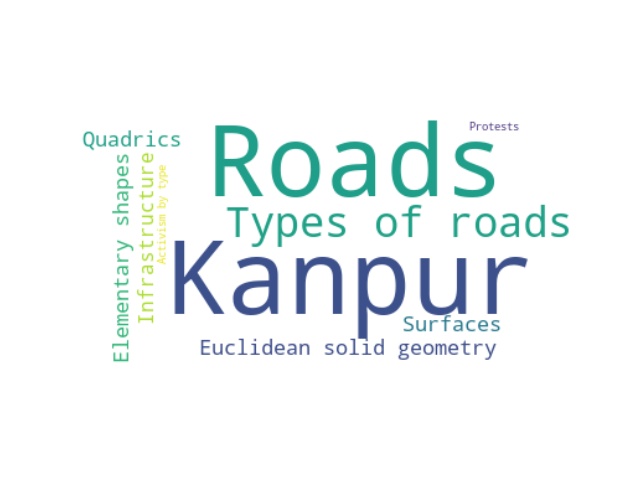 Protests
Roads
Quadrics
Types of roads
Elementary shapes
Infrastructure
Activism by type
Kanpur
Surfaces
Euclidean solid geometry